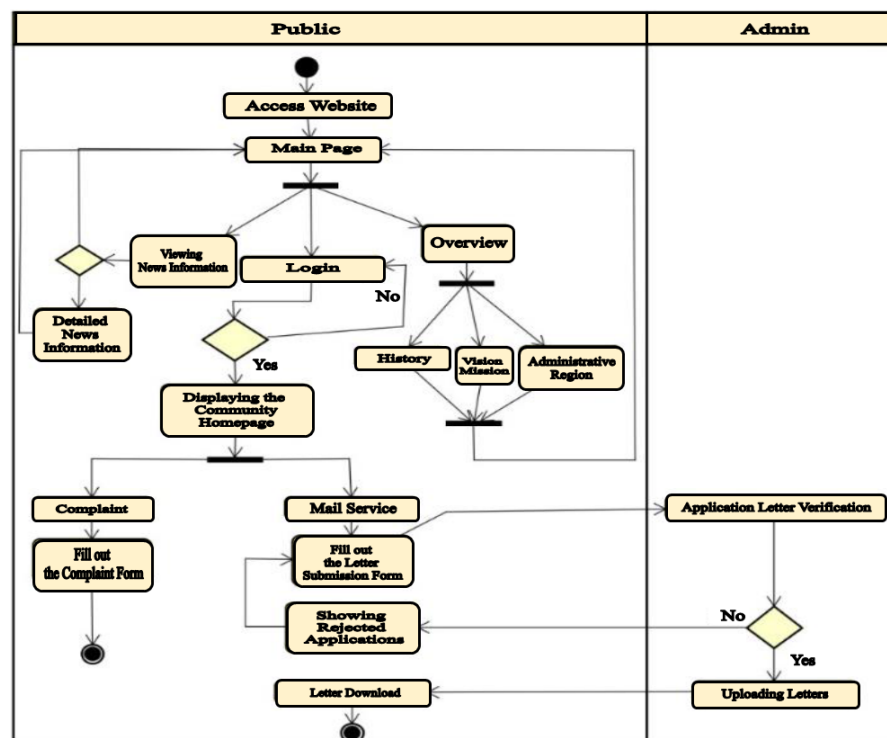 Public
Admin
Access Website
Main Page
Viewing
News Information
Login
Overview
No
Detailed
News
Information
Yes
History
Vision
Mission
Administrative
Region
Displaying the
Community
Homepage
Complaint
Mail Service
Application Letter Verification
Fill out
the Complaint Form
Fill out
the Letter
Submission Form
Showing
Rejected
Applications
No
Yes
Letter Download
Uploading Letters